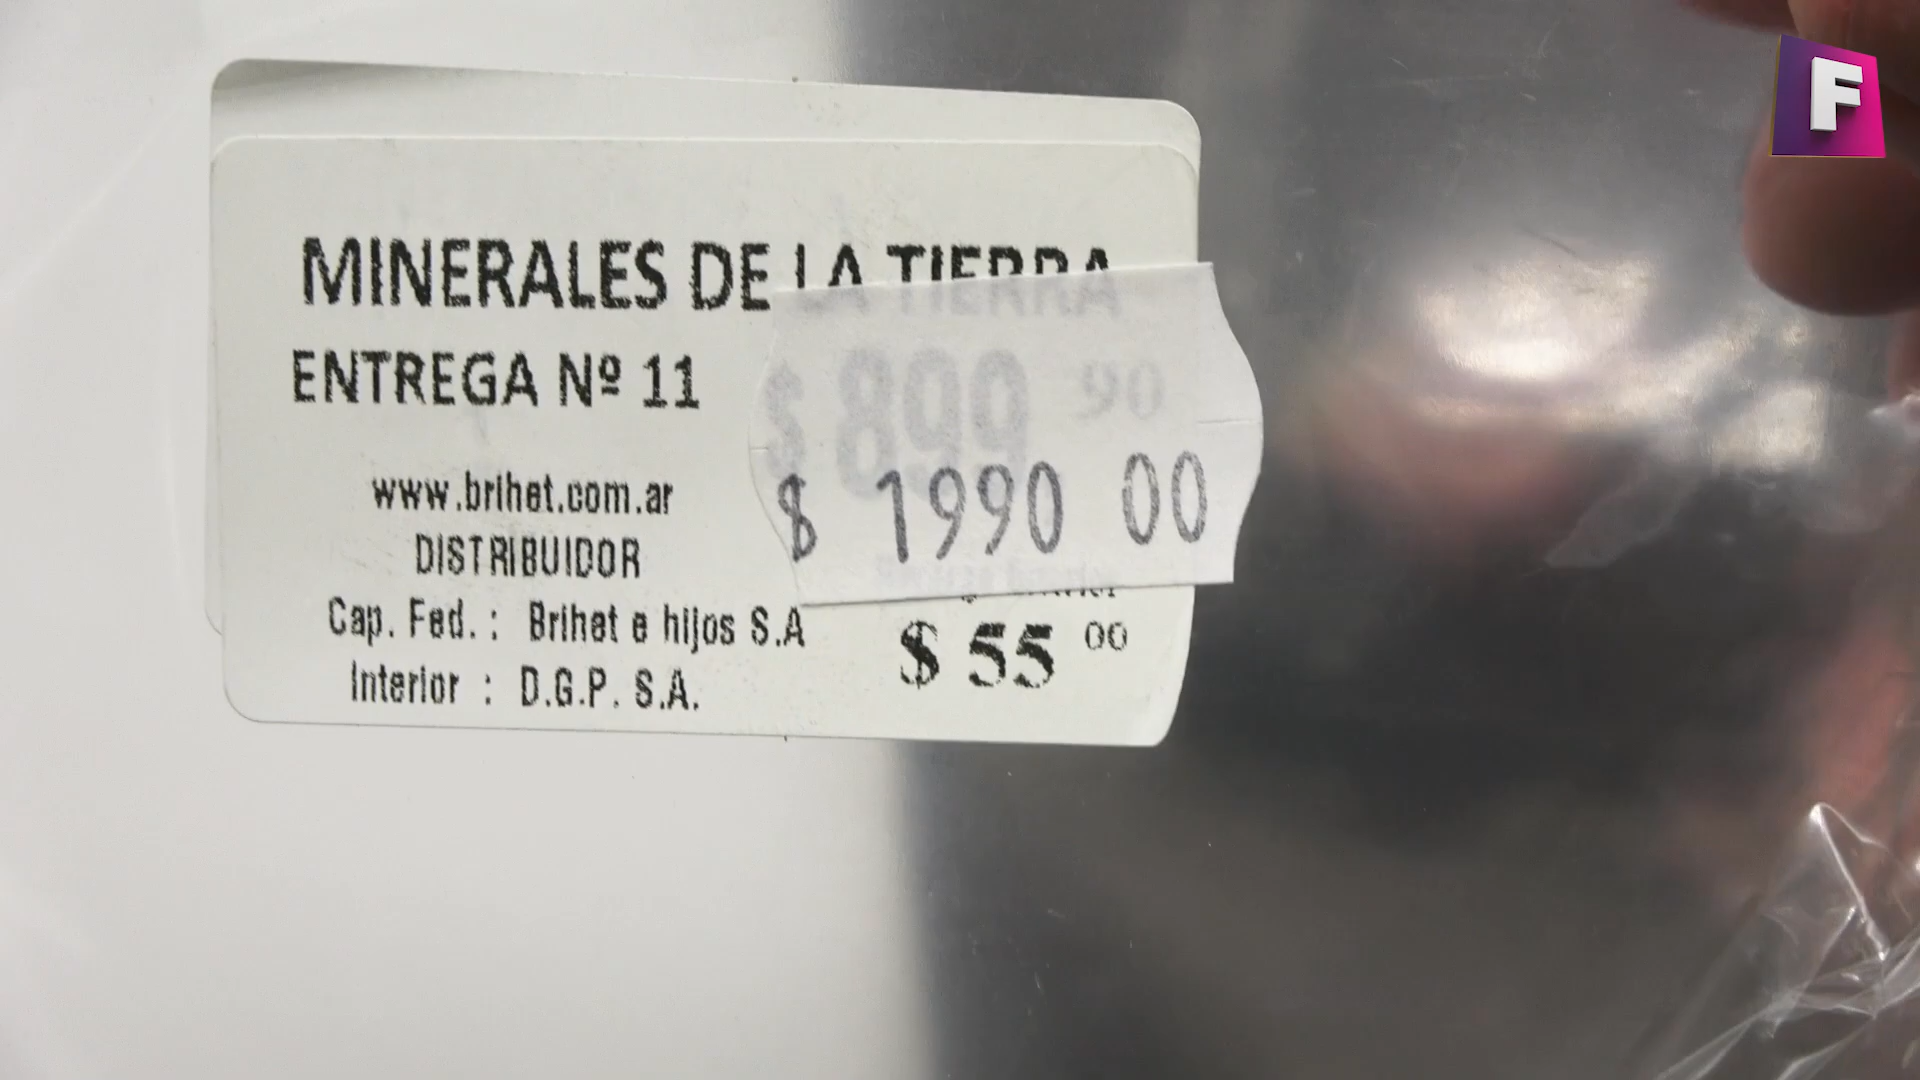 MINERALES DE LA TIERRA
ENTREGA Nº 11
$ 899 90
$ 1990 00
www.brihet.com.ar
DISTRIBUIDOR
Cap. Fed. : Brihet e hijos S.A
Interior : D.G.P. S.A.
$ 55 00
F